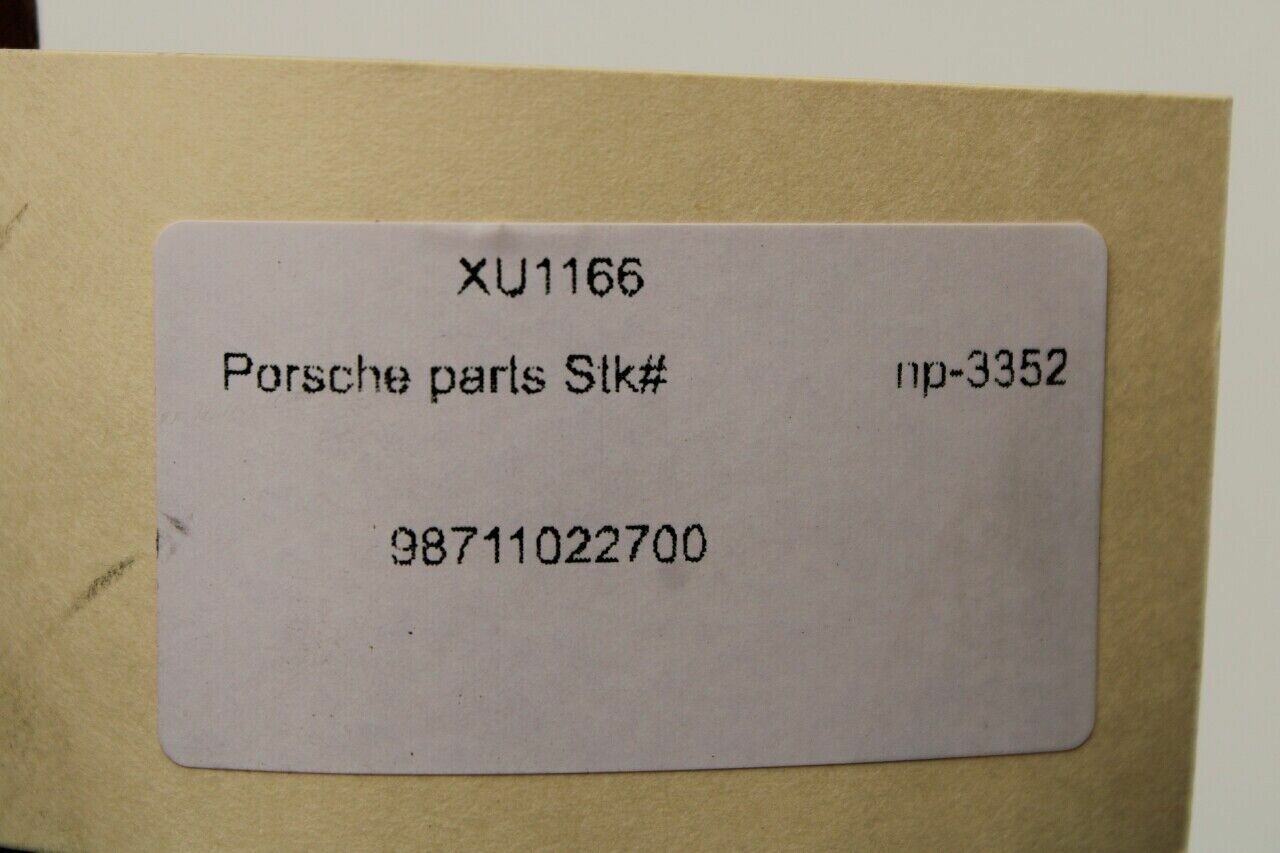 XU1166
Porsche parts Stk# np-3352
98711022700